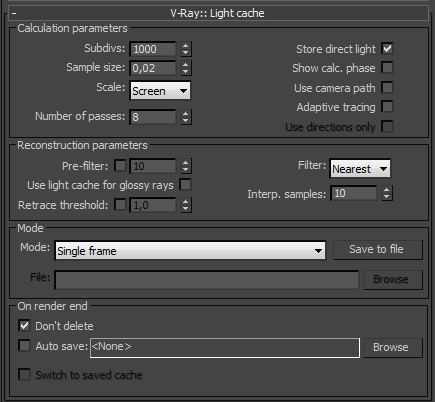 - V-Ray:: Light cache
Calculation parameters
Subdivs: 1000 Store direct light
Sample size: 0,02 Show calc. phase
Scale: Screen Use camera path
Adaptive tracing
Number of passes: 8 Use directions only
Reconstruction parameters
Pre-filter: 10 Filter: Nearest
Use light cache for glossy rays
Retrace threshold: 1,0 Interp. samples: 10
Mode
Mode: Single frame Save to file
File: Browse
On render end
Don't delete
Auto save: <None> Browse
Switch to saved cache